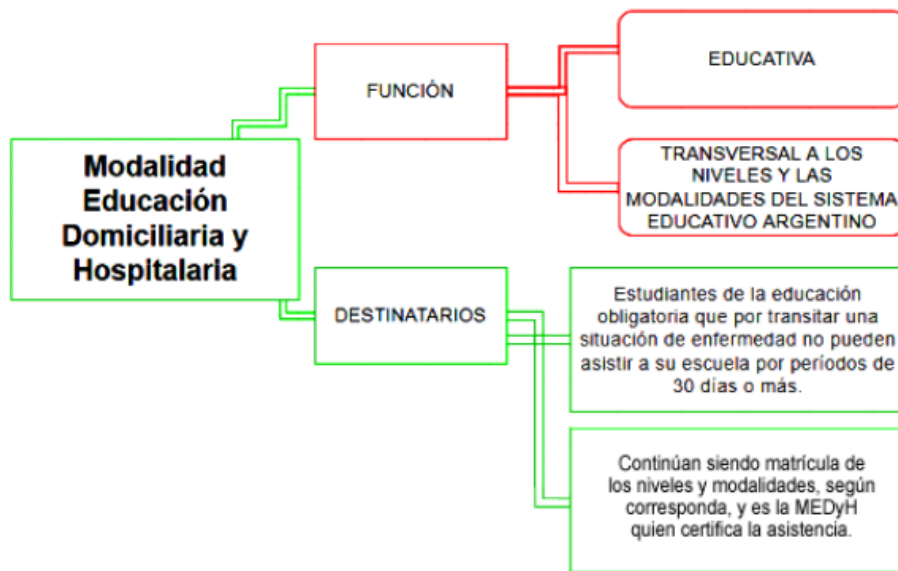 Modalidad
Educación
Domiciliaria y
Hospitalaria
FUNCIÓN
EDUCATIVA
TRANSVERSAL A LOS
NIVELES Y LAS
MODALIDADES DEL SISTEMA
EDUCATIVO ARGENTINO
DESTINATARIOS
Estudiantes de la educación
obligatoria que por transitar una
situación de enfermedad no pueden
asistir a su escuela por períodos de
30 días o más.
Continúan siendo matrícula de
los niveles y modalidades, según
corresponda, y es la MEDyH
quien certifica la asistencia.